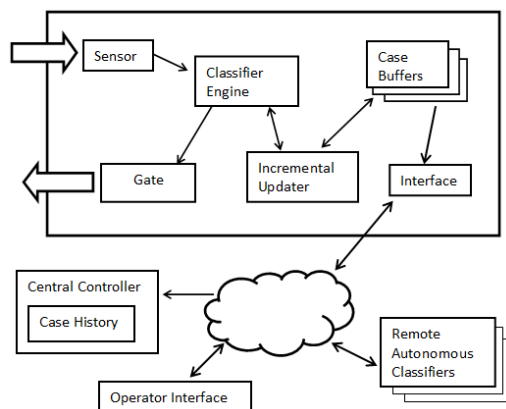 Sensor
Classifier
Engine
Case
Buffers
Gate
Incremental
Updater
Interface
Central Controller
Case History
Remote
Autonomous
Classifiers
Operator Interface